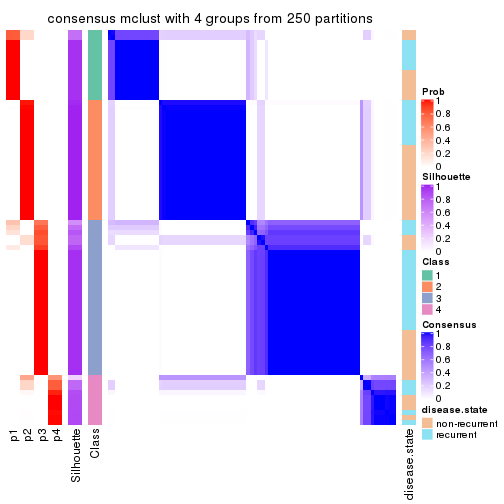 consensus mclust with 4 groups from 250 partitions
Prob
1
0.8
0.6
0.4
0.2
0
Silhouette
1
0.8
0.6
0.4
0.2
0
Class
1
2
3
4
Consensus
1
0.8
0.6
0.4
0.2
0
disease.state
non-recurrent
recurrent
p1
p2
p3
p4
Silhouette
Class
disease.state